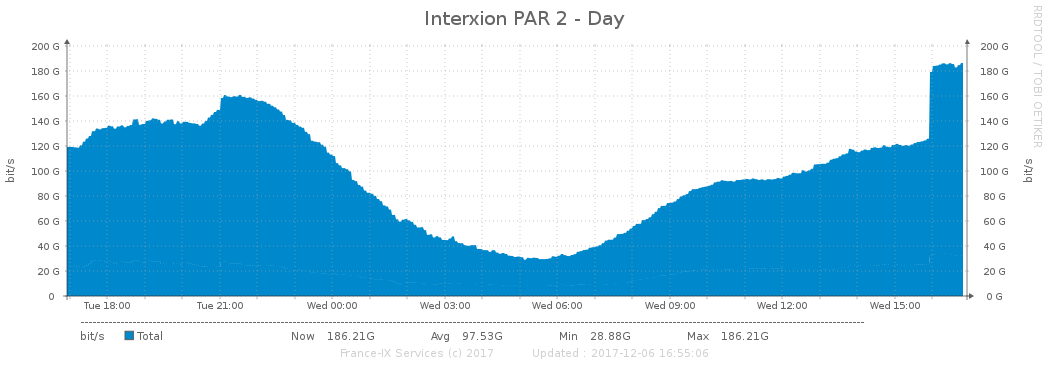 Interxion PAR 2 - Day
RRDTOOL / TOBI OETIKER
200 G 200 G
180 G 180 G
160 G 160 G
140 G 140 G
120 G 120 G
100 G 100 G
80 G 80 G
60 G 60 G
40 G 40 G
20 G 20 G
0 0 G
bit/s bit/s
Tue 18:00 Tue 21:00 Wed 00:00 Wed 03:00 Wed 06:00 Wed 09:00 Wed 12:00 Wed 15:00
bit/s Total Now 186.21G Avg 97.53G Min 28.88G Max 186.21G
France-IX Services (c) 2017 Updated : 2017-12-06 16:55:06